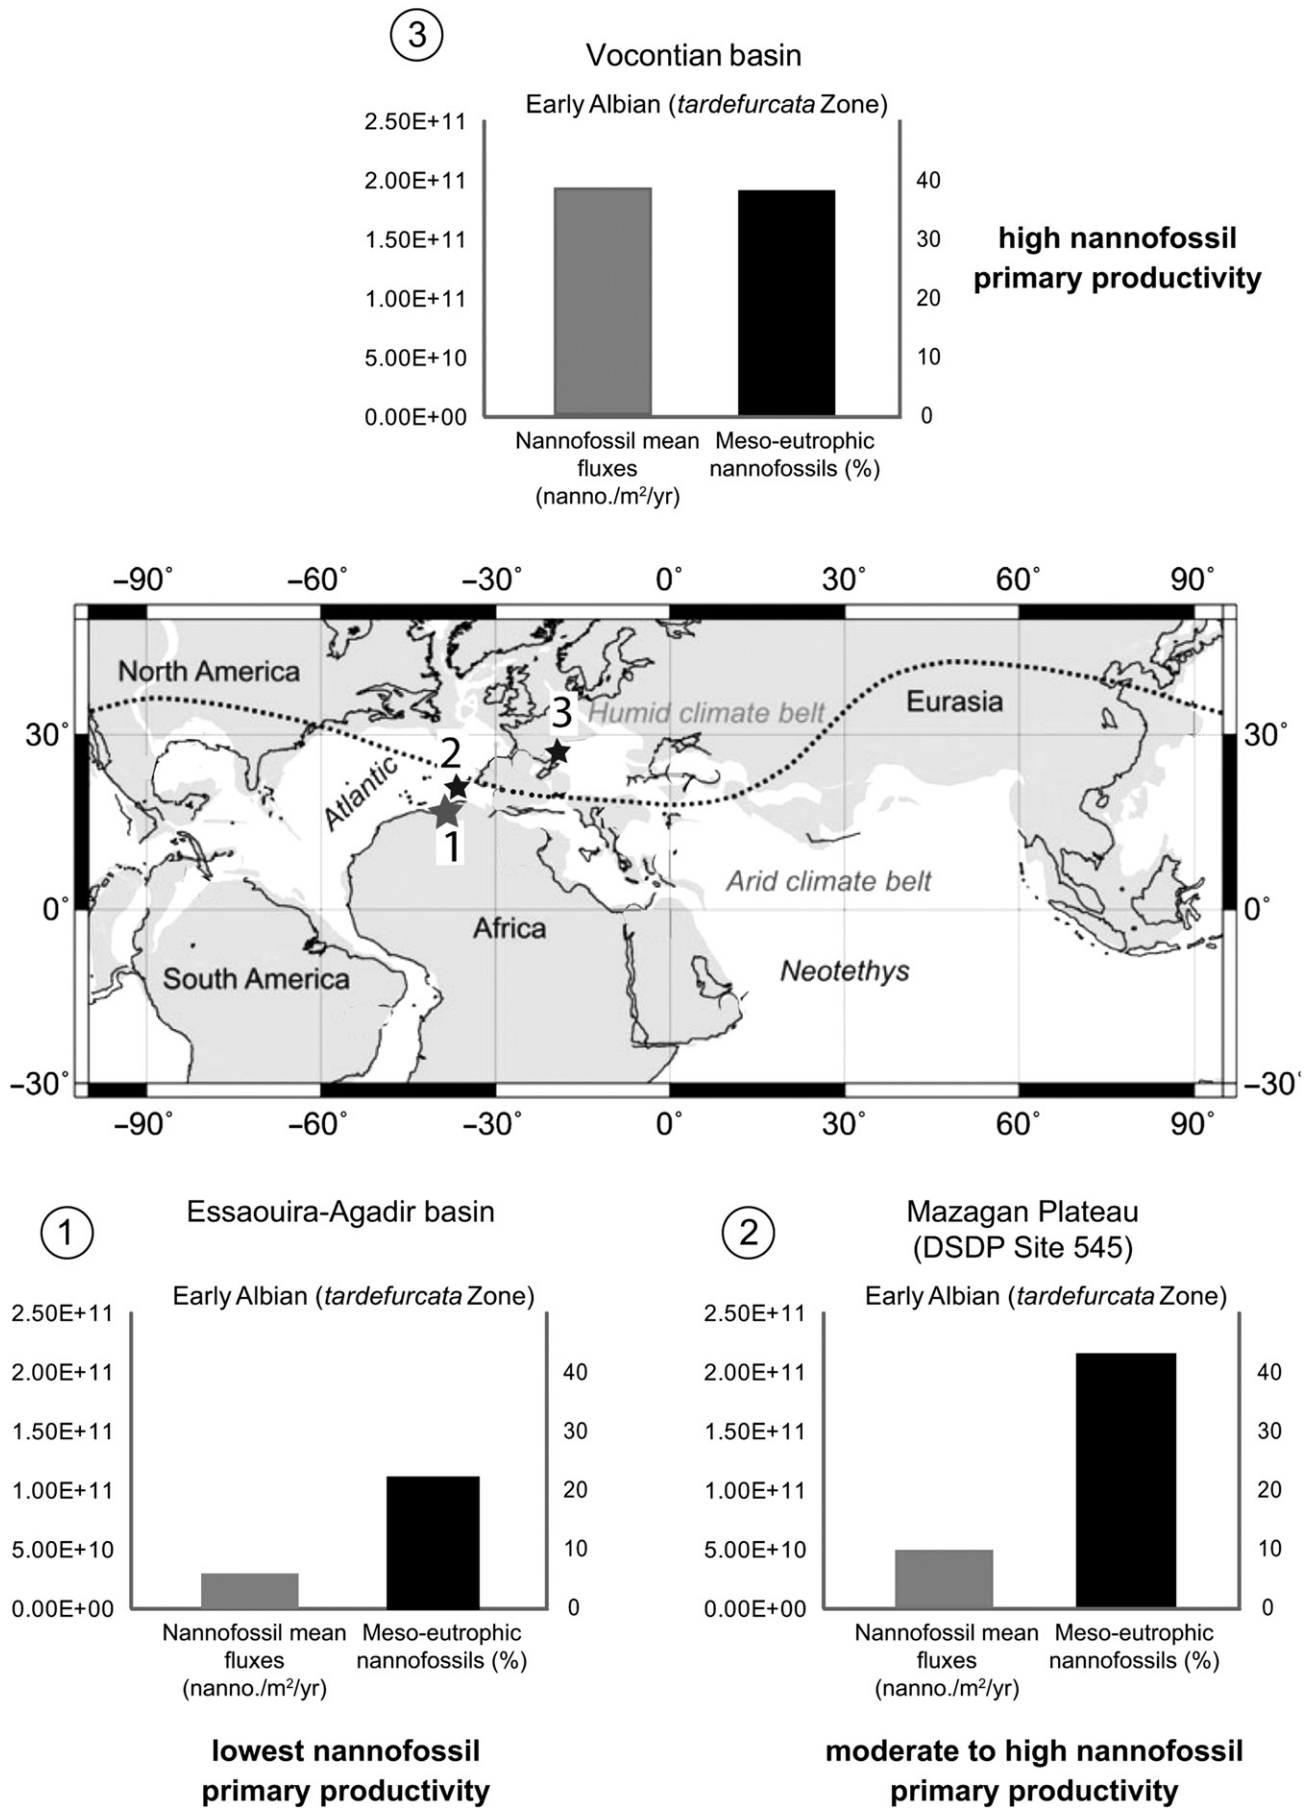 3
Vocontian basin
Early Albian (tardefurcata Zone)
2.50E+11
2.00E+11 40
1.50E+11 30
high nannofossil
primary productivity
1.00E+11 20
5.00E+10 10
0.00E+00 0
Nannofossil mean Meso-eutrophic
fluxes nannofossils (%)
(nanno./m²/yr)
−90° −60° −30° 0° 30° 60° 90°
North America
Eurasia
3
Humid climate belt
30° 30°
2
Atlantic
1
Arid climate belt
0° 0°
Africa
South America
Neotethys
−30° −30°
−90° −60° −30° 0° 30° 60° 90°
1
Essaouira-Agadir basin
Early Albian (tardefurcata Zone)
2.50E+11
2.00E+11 40
1.50E+11 30
1.00E+11 20
5.00E+10 10
0.00E+00 0
Nannofossil mean Meso-eutrophic
fluxes nannofossils (%)
(nanno./m²/yr)
lowest nannofossil
primary productivity
2
Mazagan Plateau
(DSDP Site 545)
Early Albian (tardefurcata Zone)
2.50E+11
2.00E+11 40
1.50E+11 30
1.00E+11 20
5.00E+10 10
0.00E+00 0
Nannofossil mean Meso-eutrophic
fluxes nannofossils (%)
(nanno./m²/yr)
moderate to high nannofossil
primary productivity